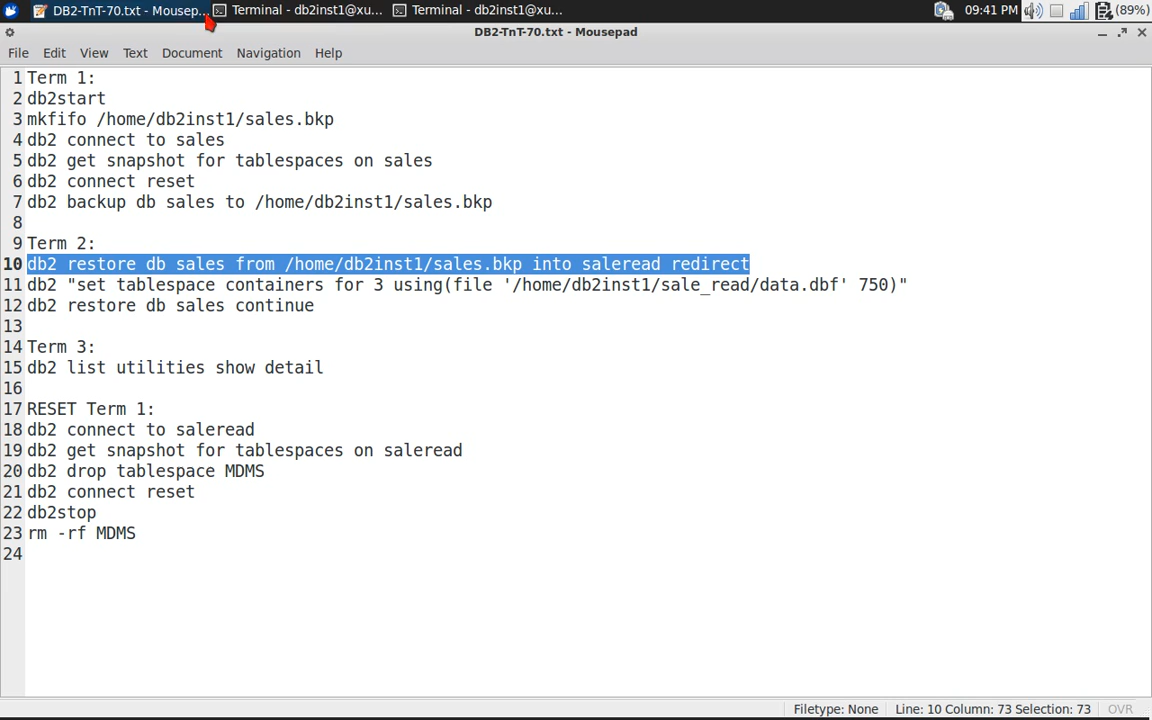 DB2-TnT-70.txt - Mousep... Terminal - db2inst1@xu... Terminal - db2inst1@xu... 09:41 PM (89%)
DB2-TnT-70.txt - Mousepad
File Edit View Text Document Navigation Help
1 Term 1:
2 db2start
3 mkfifo /home/db2inst1/sales.bkp
4 db2 connect to sales
5 db2 get snapshot for tablespaces on sales
6 db2 connect reset
7 db2 backup db sales to /home/db2inst1/sales.bkp
8
9 Term 2:
10 db2 restore db sales from /home/db2inst1/sales.bkp into saleread redirect
11 db2 "set tablespace containers for 3 using(file '/home/db2inst1/sale_read/data.dbf' 750)"
12 db2 restore db sales continue
13
14 Term 3:
15 db2 list utilities show detail
16
17 RESET Term 1:
18 db2 connect to saleread
19 db2 get snapshot for tablespaces on saleread
20 db2 drop tablespace MDMS
21 db2 connect reset
22 db2stop
23 rm -rf MDMS
24
Filetype: None Line: 10 Column: 73 Selection: 73 OVR